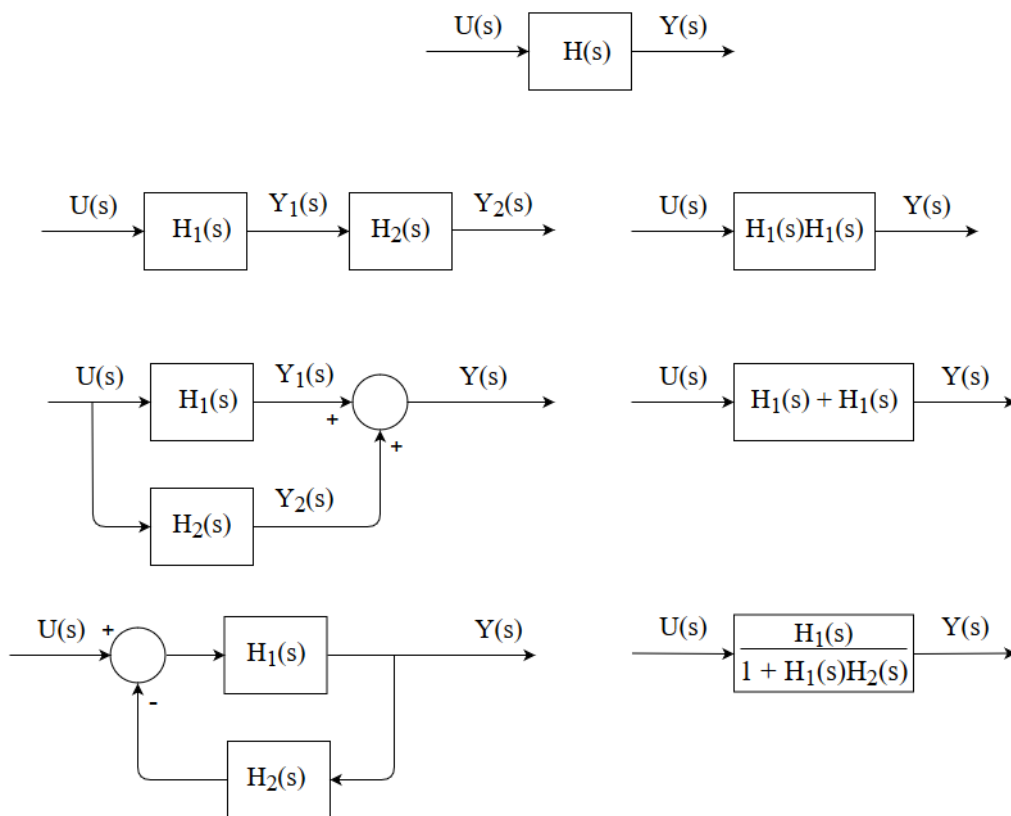 U(s) H(s) Y(s)
U(s) H₁(s) Y₁(s) H₂(s) Y₂(s)
U(s) H₁(s)H₁(s) Y(s)
U(s) H₁(s) Y₁(s) Y(s)
+
+
H₂(s) Y₂(s)
U(s) H₁(s) + H₁(s) Y(s)
U(s) + H₁(s) Y(s)
-
H₂(s)
U(s) H₁(s) Y(s)
1 + H₁(s)H₂(s)